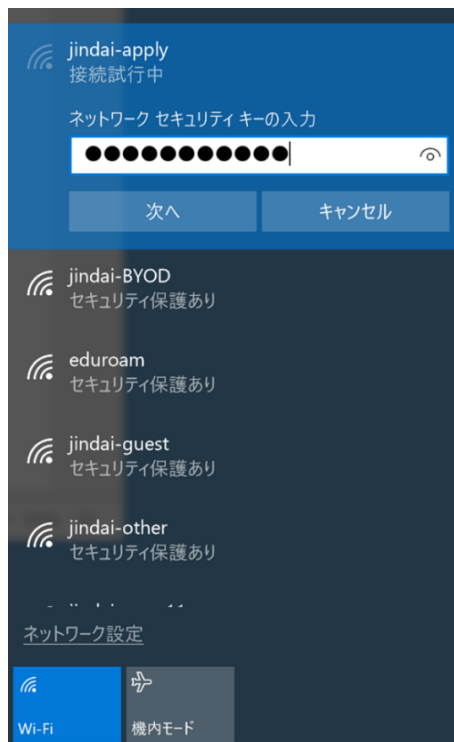 jindai-apply
接続試行中
ネットワーク セキュリティ キーの入力
●●●●●●●●●●●
次へ
キャンセル
jindai-BYOD
セキュリティ保護あり
eduroam
セキュリティ保護あり
jindai-guest
セキュリティ保護あり
jindai-other
セキュリティ保護あり
ネットワーク設定
Wi-Fi
機内モード